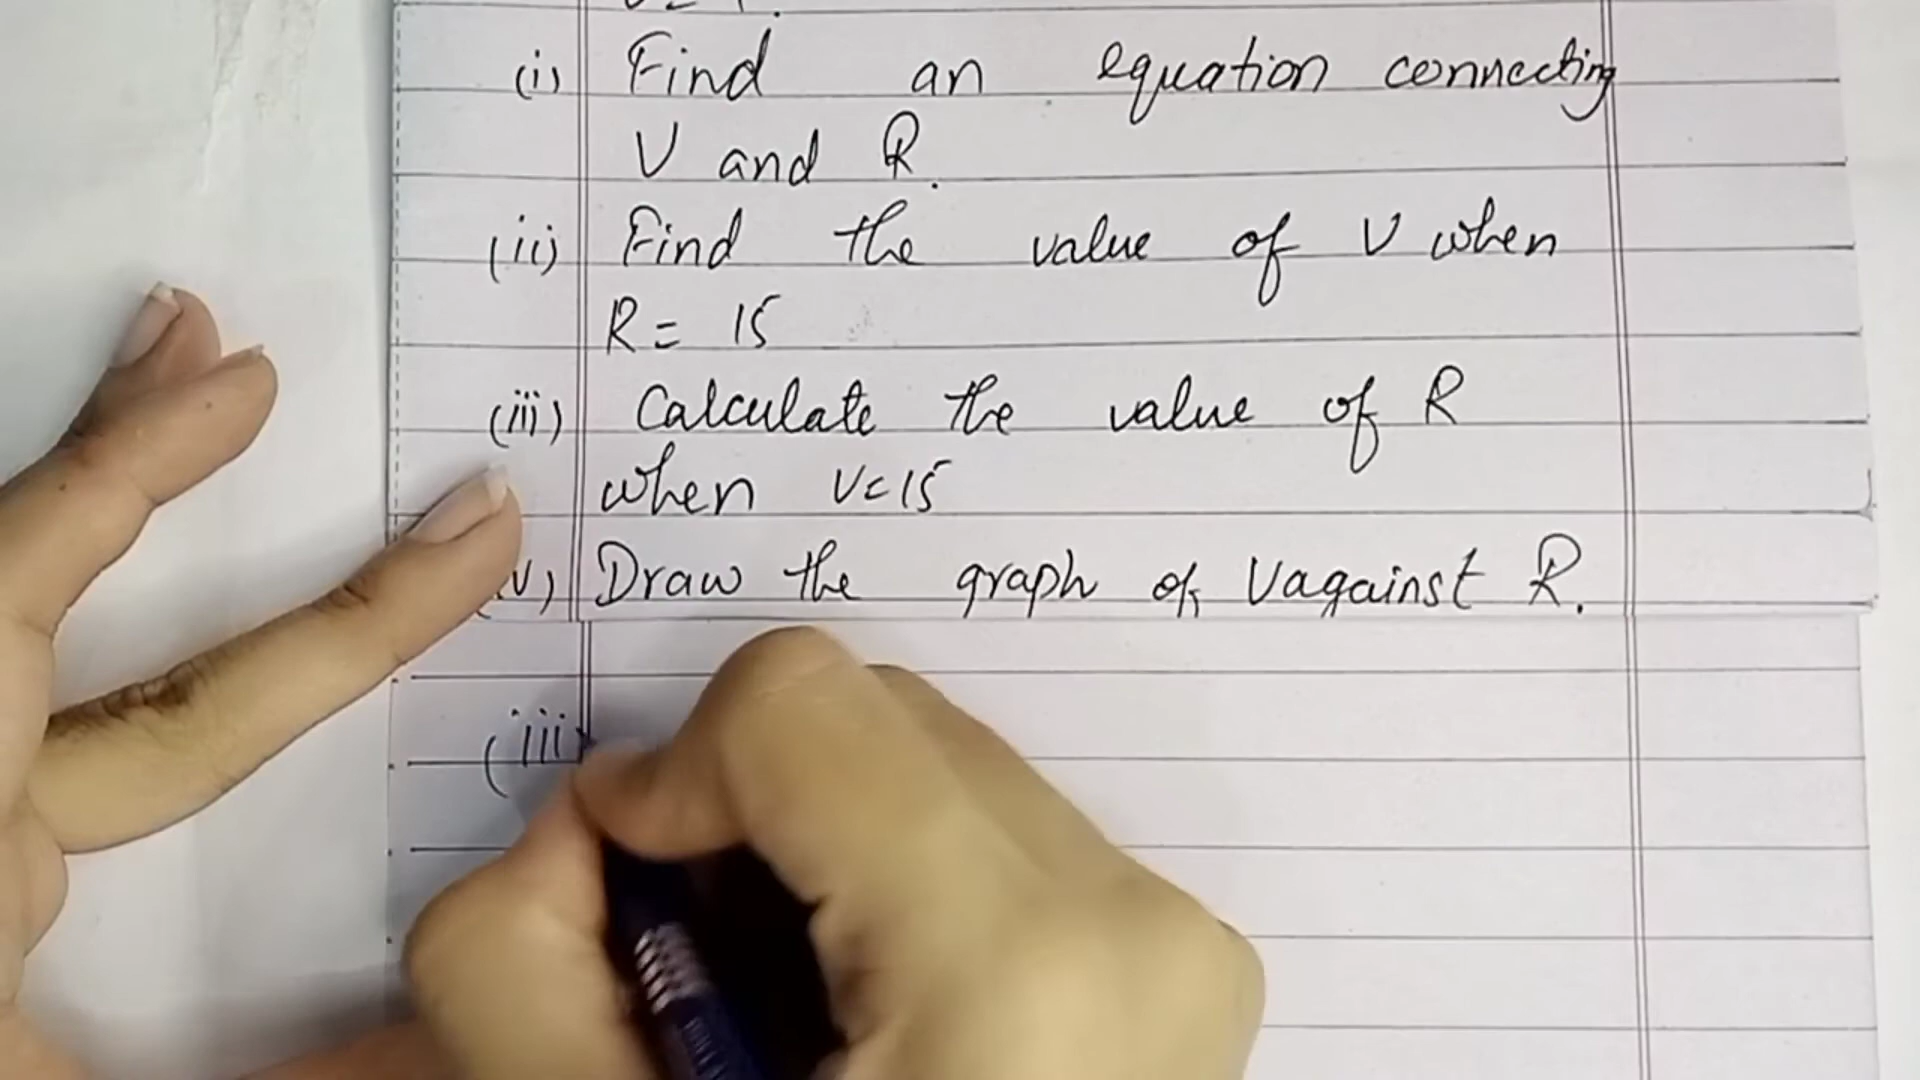 (i) Find an equation connecting
V and R.
(ii) Find the value of V when
R = 15
(iii) Calculate the value of R
when V=15
Draw the graph of V against R.
(iii)